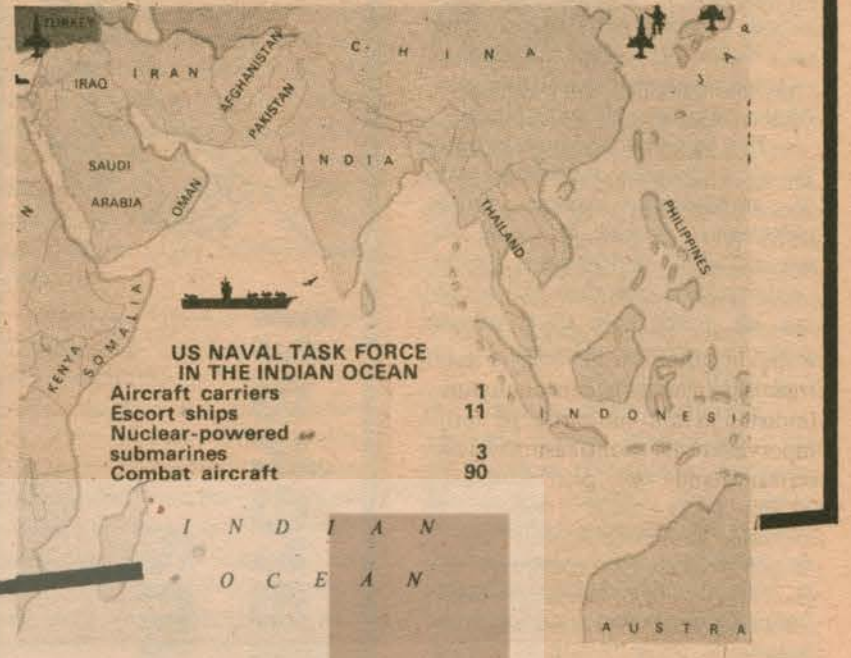 TURKEY
C H I N A
IRAQ
I R A N
AFGHANISTAN
PAKISTAN
J A P
SAUDI
ARABIA
OMAN
I N D I A
THAILAND
PHILIPPINES
N
KENYA
SOMALIA
US NAVAL TASK FORCE
IN THE INDIAN OCEAN
Aircraft carriers 1
Escort ships 11
Nuclear-powered
submarines 3
Combat aircraft 90
I N D O N E S I
I N D I A N
O C E A N
A U S T R A